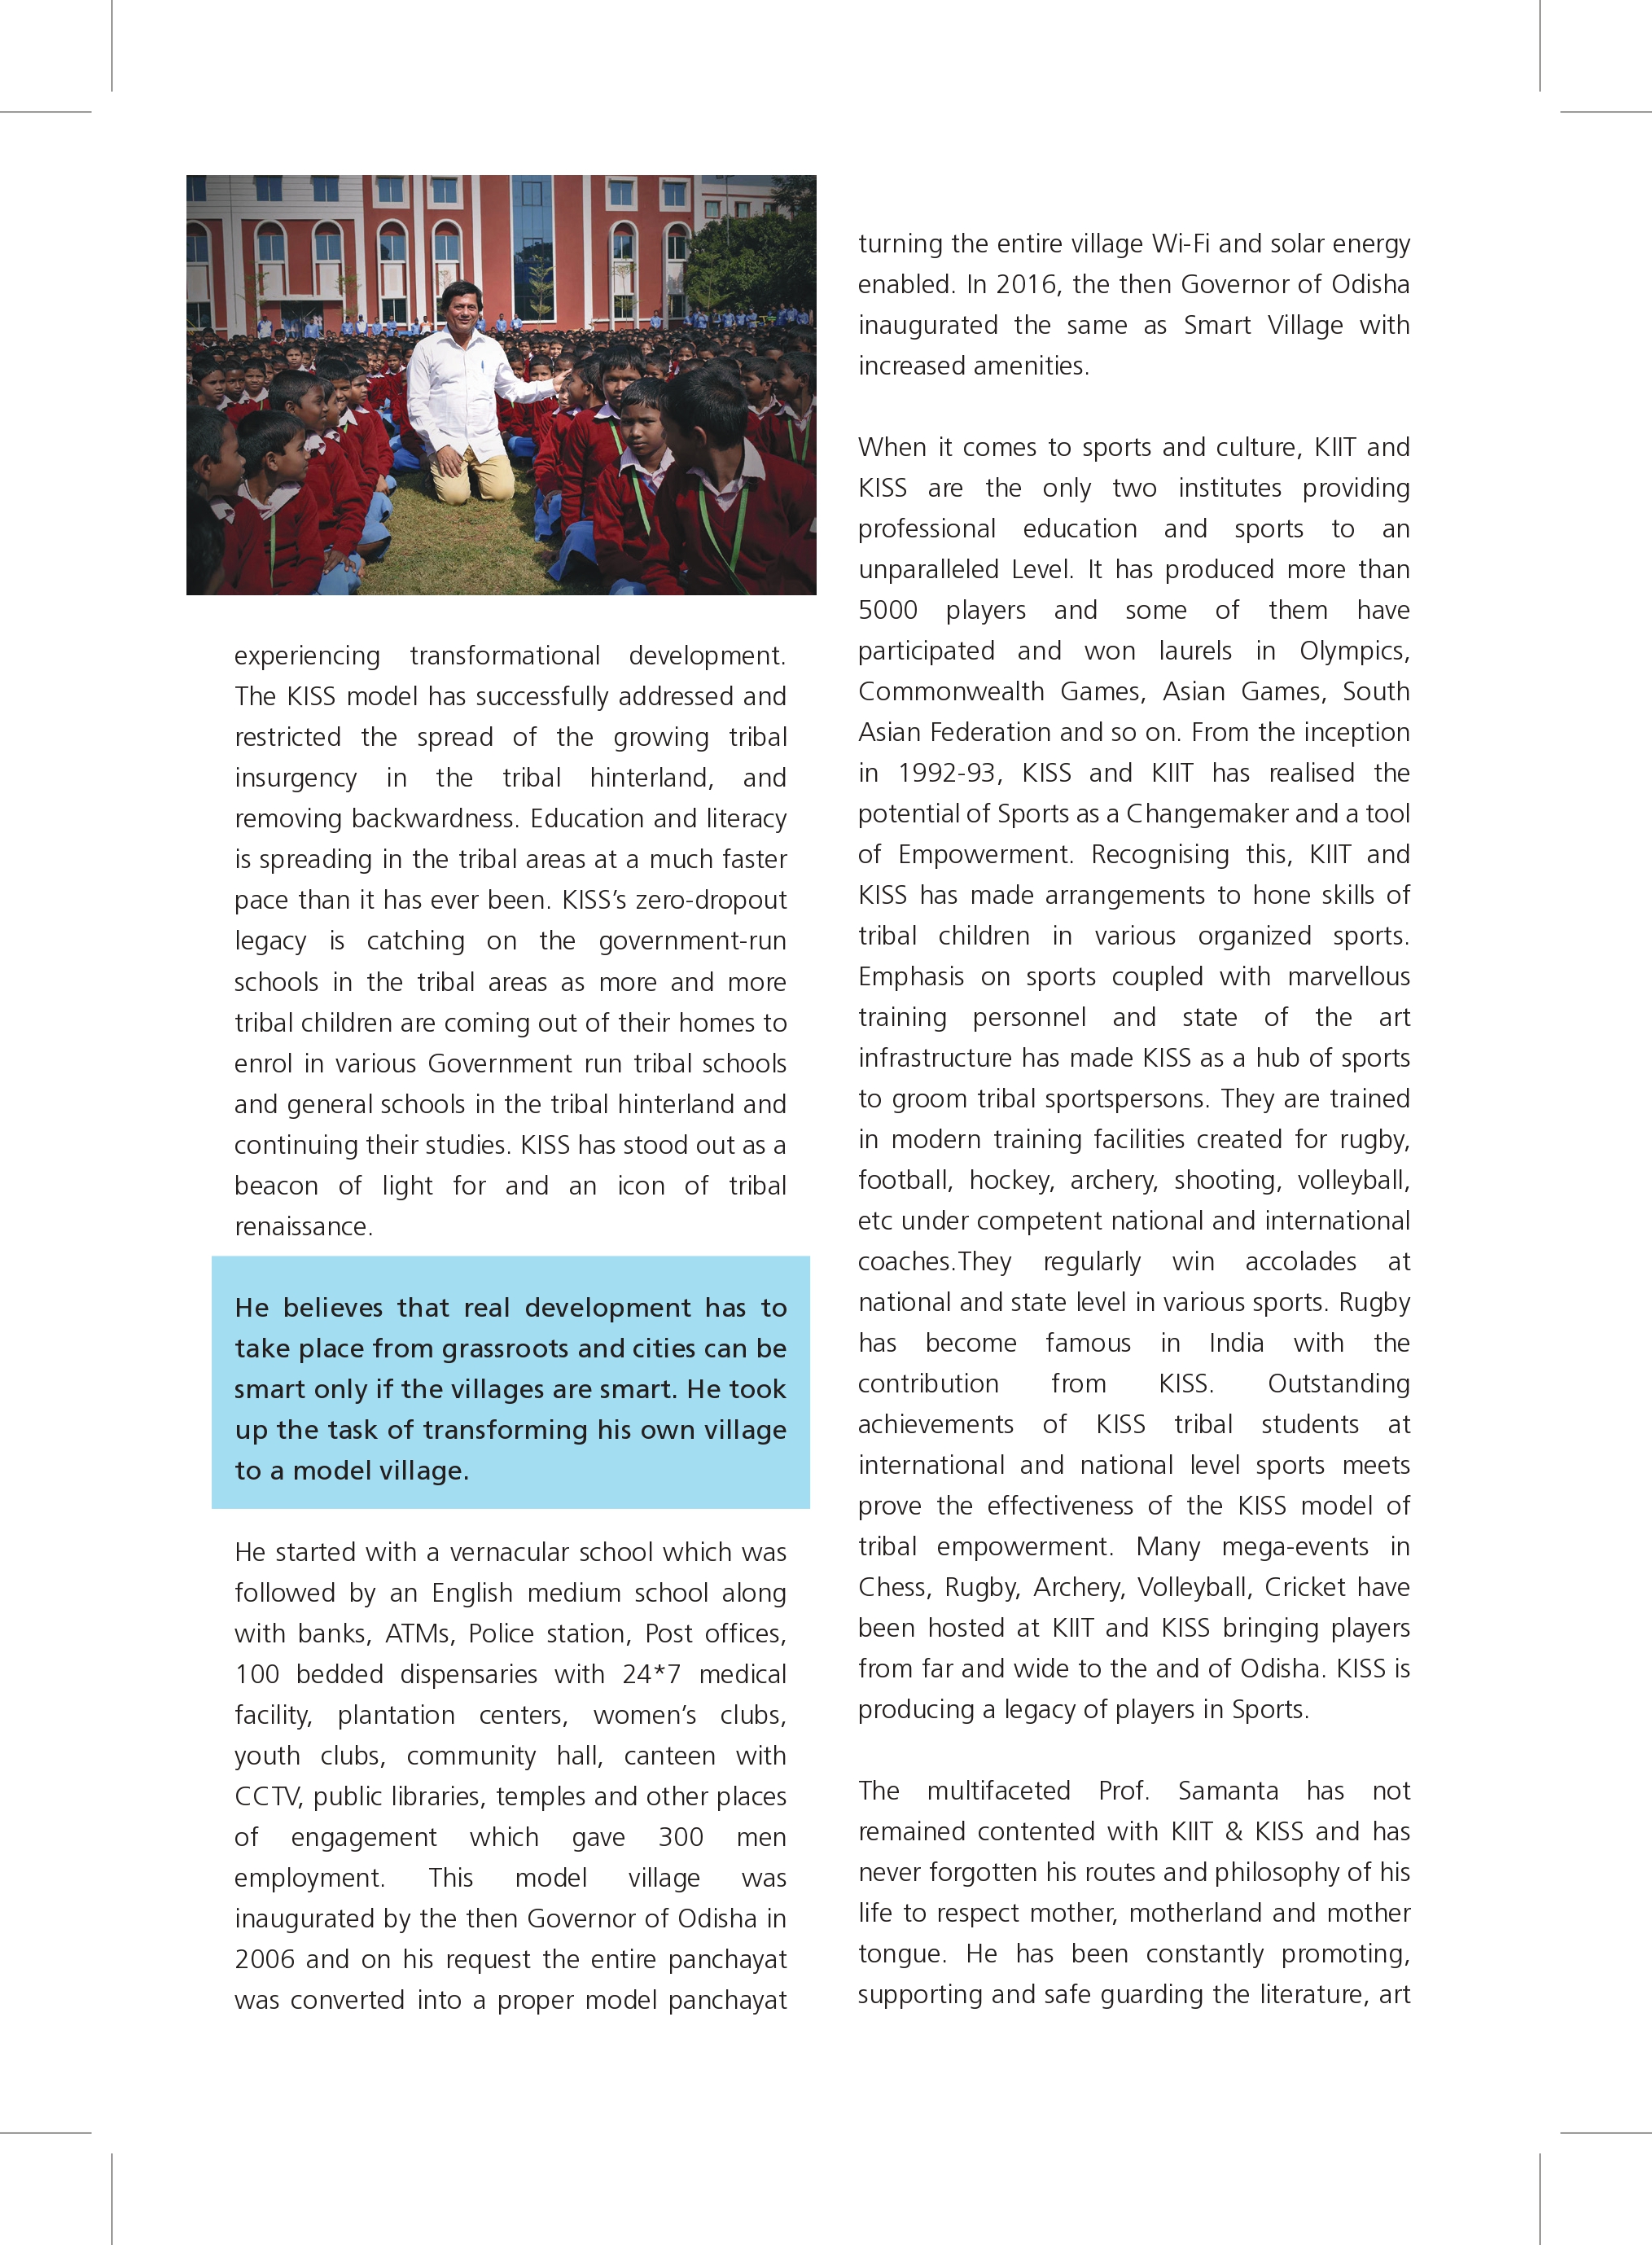 experiencing transformational development.
The KISS model has successfully addressed and
restricted the spread of the growing tribal
insurgency in the tribal hinterland, and
removing backwardness. Education and literacy
is spreading in the tribal areas at a much faster
pace than it has ever been. KISS’s zero-dropout
legacy is catching on the government-run
schools in the tribal areas as more and more
tribal children are coming out of their homes to
enrol in various Government run tribal schools
and general schools in the tribal hinterland and
continuing their studies. KISS has stood out as a
beacon of light for and an icon of tribal
renaissance.
He believes that real development has to
take place from grassroots and cities can be
smart only if the villages are smart. He took
up the task of transforming his own village
to a model village.
He started with a vernacular school which was
followed by an English medium school along
with banks, ATMs, Police station, Post offices,
100 bedded dispensaries with 24*7 medical
facility, plantation centers, women’s clubs,
youth clubs, community hall, canteen with
CCTV, public libraries, temples and other places
of engagement which gave 300 men
employment. This model village was
inaugurated by the then Governor of Odisha in
2006 and on his request the entire panchayat
was converted into a proper model panchayat
turning the entire village Wi-Fi and solar energy
enabled. In 2016, the then Governor of Odisha
inaugurated the same as Smart Village with
increased amenities.
When it comes to sports and culture, KIIT and
KISS are the only two institutes providing
professional education and sports to an
unparalleled Level. It has produced more than
5000 players and some of them have
participated and won laurels in Olympics,
Commonwealth Games, Asian Games, South
Asian Federation and so on. From the inception
in 1992-93, KISS and KIIT has realised the
potential of Sports as a Changemaker and a tool
of Empowerment. Recognising this, KIIT and
KISS has made arrangements to hone skills of
tribal children in various organized sports.
Emphasis on sports coupled with marvellous
training personnel and state of the art
infrastructure has made KISS as a hub of sports
to groom tribal sportspersons. They are trained
in modern training facilities created for rugby,
football, hockey, archery, shooting, volleyball,
etc under competent national and international
coaches.They regularly win accolades at
national and state level in various sports. Rugby
has become famous in India with the
contribution from KISS. Outstanding
achievements of KISS tribal students at
international and national level sports meets
prove the effectiveness of the KISS model of
tribal empowerment. Many mega-events in
Chess, Rugby, Archery, Volleyball, Cricket have
been hosted at KIIT and KISS bringing players
from far and wide to the and of Odisha. KISS is
producing a legacy of players in Sports.
The multifaceted Prof. Samanta has not
remained contented with KIIT & KISS and has
never forgotten his routes and philosophy of his
life to respect mother, motherland and mother
tongue. He has been constantly promoting,
supporting and safe guarding the literature, art